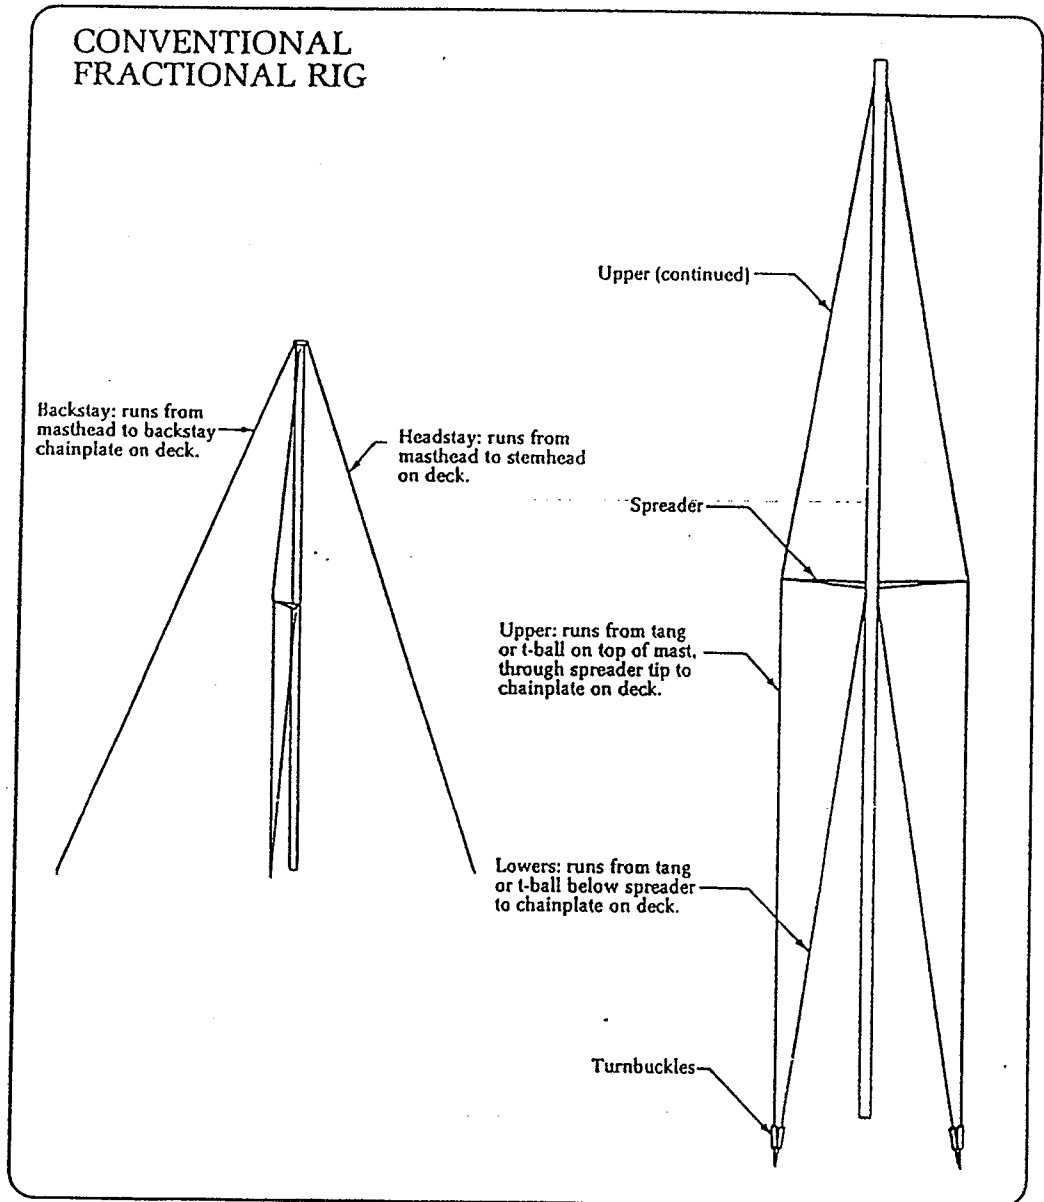 CONVENTIONAL
FRACTIONAL RIG
Upper (continued)
Backstay: runs from
masthead to backstay
chainplate on deck.
Headstay: runs from
masthead to stemhead
on deck.
Spreader
Upper: runs from tang
or t-ball on top of mast,
through spreader tip to
chainplate on deck.
Lowers: runs from tang
or t-ball below spreader
to chainplate on deck.
Turnbuckles